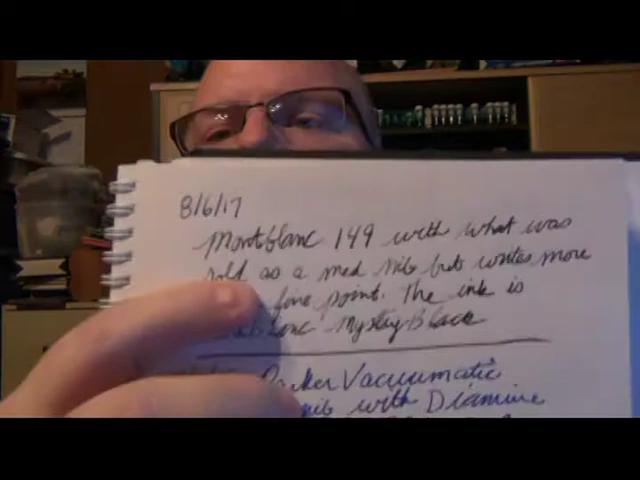 8/6/17
Montblanc 149 with what was
sold as a med nib but writes more
fine point. The ink is
Mystery Black
Parker Vacuumatic
nib with Diamine